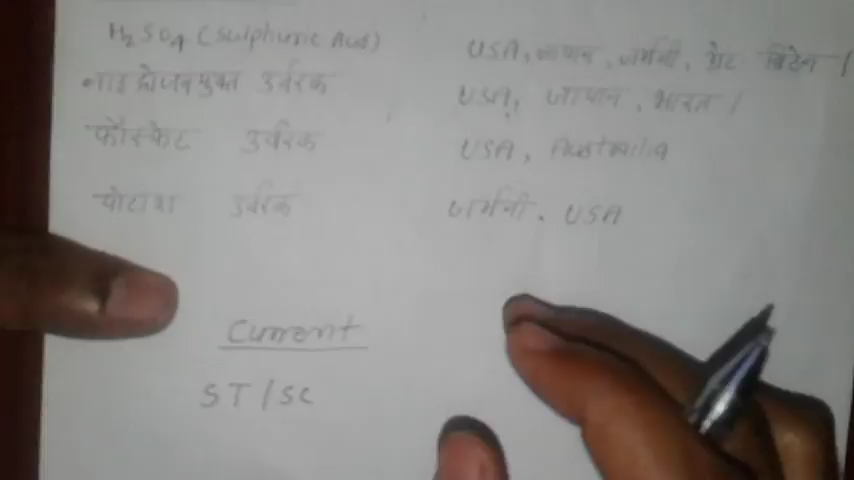 H₂SO₄ (Sulphuric Acid) USA, जापान, जर्मनी, ग्रेट ब्रिटेन।
नाइट्रोजनयुक्त उर्वरक USA, जापान, भारत।
फौस्फेट उर्वरक USA, Australia
पोटाश उर्वरक जर्मनी, USA
Current
ST/SC